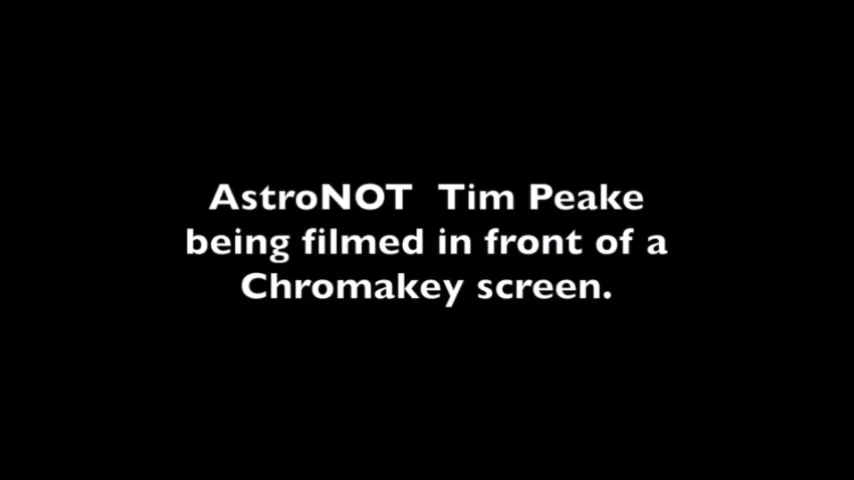 AstroNOT Tim Peake
being filmed in front of a
Chromakey screen.